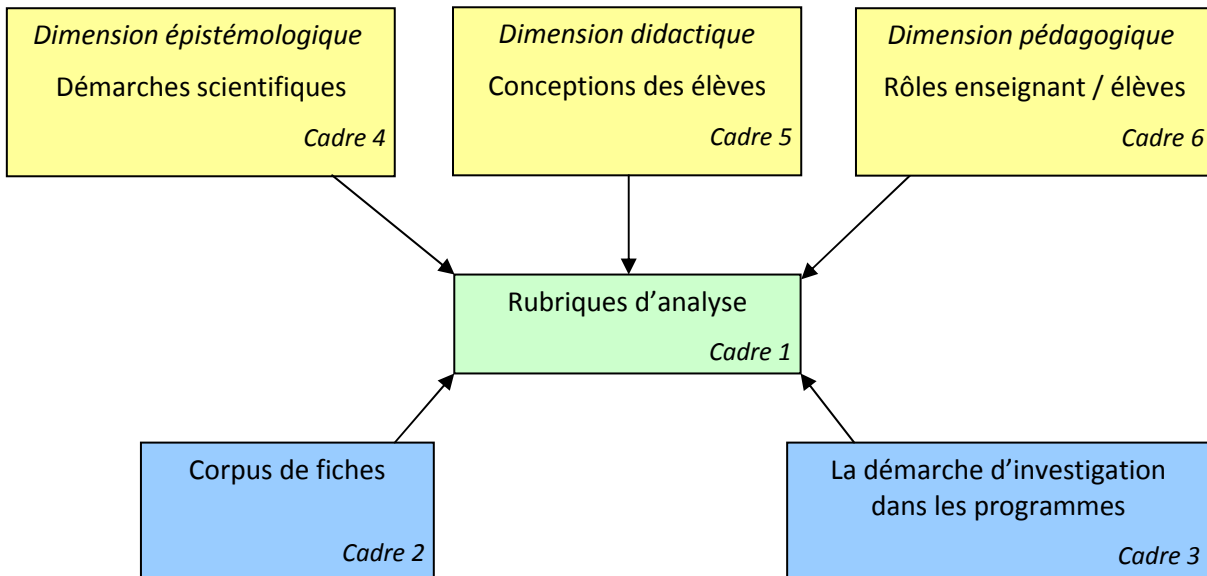 Dimension épistémologique
Démarches scientifiques
Cadre 4
Dimension didactique
Conceptions des élèves
Cadre 5
Dimension pédagogique
Rôles enseignant / élèves
Cadre 6
Rubriques d’analyse
Cadre 1
Corpus de fiches
Cadre 2
La démarche d’investigation
dans les programmes
Cadre 3